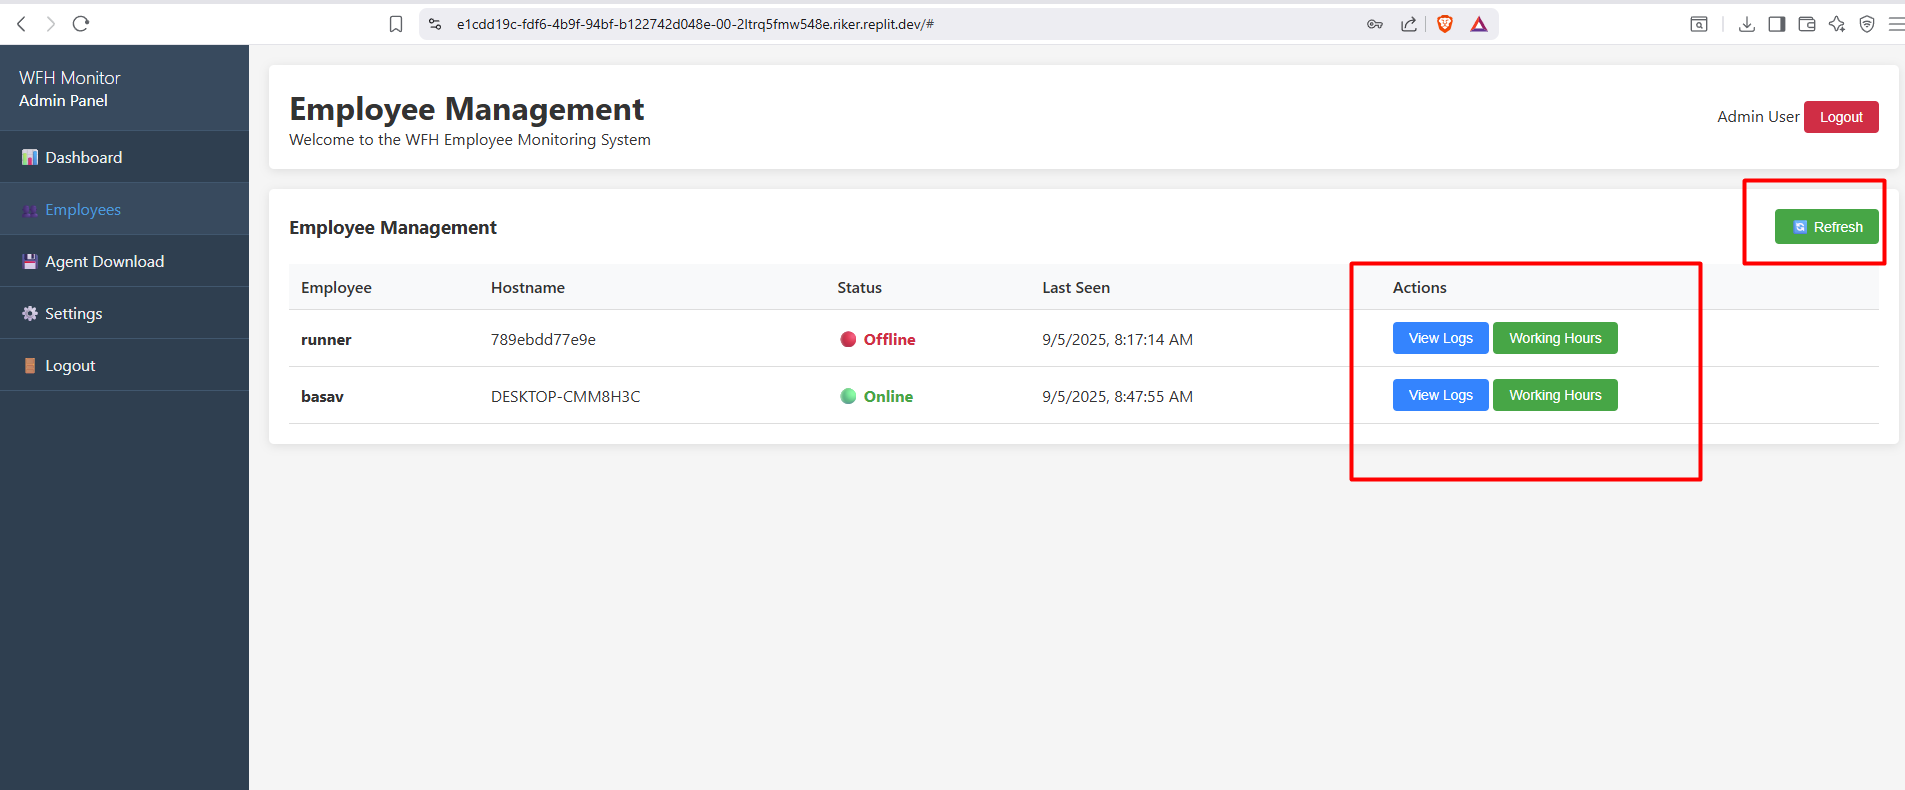 e1cdd19c-fdf6-4b9f-94bf-b122742d048e-00-2ltrq5fmw548e.riker.replit.dev/#
WFH Monitor
Admin Panel
Dashboard
Employees
Agent Download
Settings
Logout
Employee Management
Welcome to the WFH Employee Monitoring System
Admin User Logout
Employee Management
Refresh
Employee Hostname Status Last Seen Actions
runner 789ebdd77e9e Offline 9/5/2025, 8:17:14 AM View Logs Working Hours
basav DESKTOP-CMM8H3C Online 9/5/2025, 8:47:55 AM View Logs Working Hours